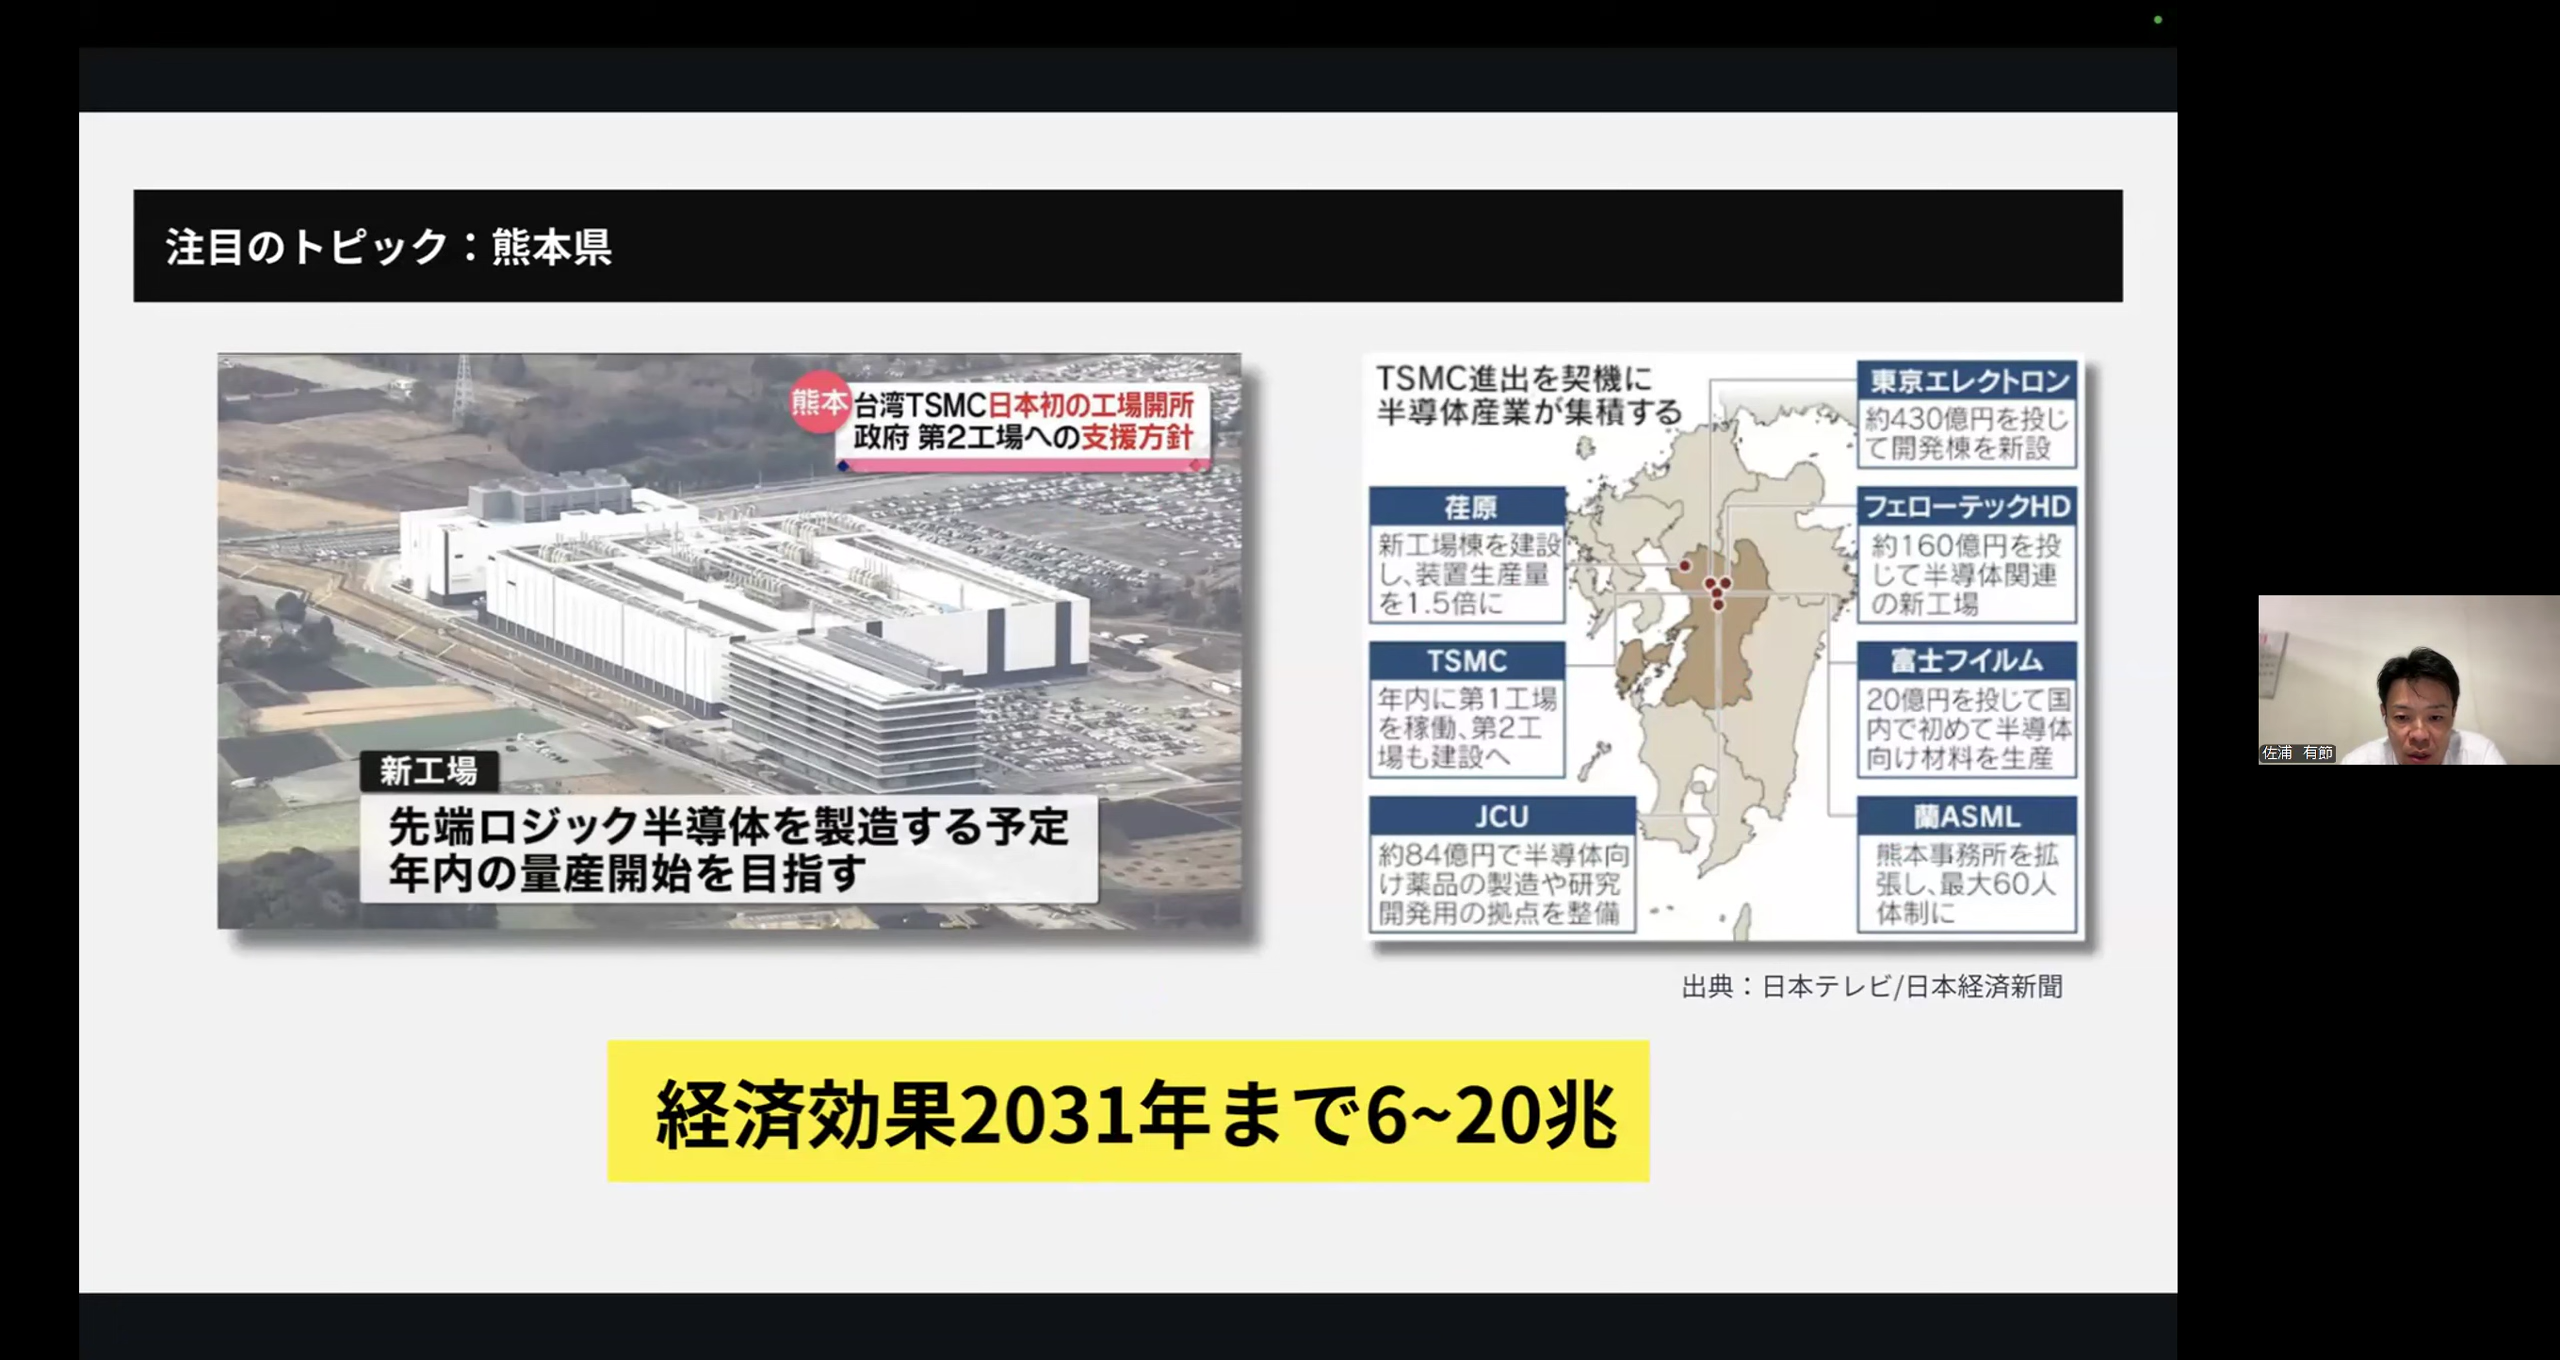 注目のトピック：熊本県
熊本
台湾TSMC日本初の工場開所
政府 第2工場への支援方針
新工場
先端ロジック半導体を製造する予定
年内の量産開始を目指す
TSMC進出を契機に
半導体産業が集積する
東京エレクトロン
約430億円を投じ
て開発棟を新設
荏原
新工場棟を建設
し、装置生産量
を1.5倍に
フェローテックHD
約160億円を投
じて半導体関連
の新工場
TSMC
年内に第1工場
を稼働、第2工
場も建設へ
富士フイルム
20億円を投じて国
内で初めて半導体
向け材料を生産
JCU
約84億円で半導体向
け薬品の製造や研究
開発用の拠点を整備
蘭ASML
熊本事務所を拡
張し、最大60人
体制に
出典：日本テレビ/日本経済新聞
経済効果2031年まで6~20兆
佐浦 有節